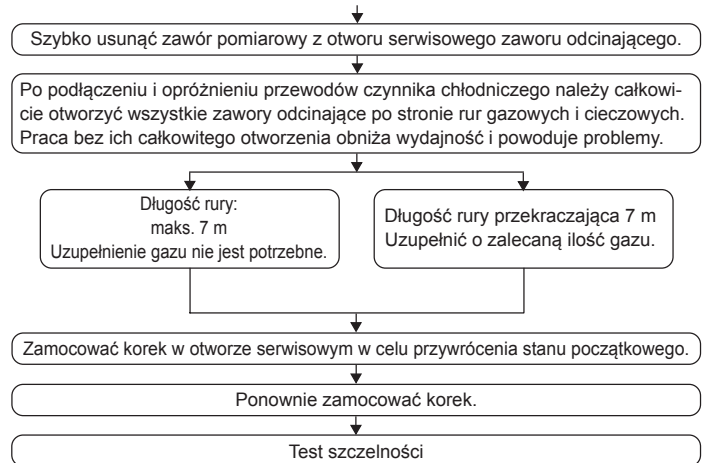 Szybko usunąć zawór pomiarowy z otworu serwisowego zaworu odcinającego.
Po podłączeniu i opróżnieniu przewodów czynnika chłodniczego należy całkowi-
cie otworzyć wszystkie zawory odcinające po stronie rur gazowych i cieczowych.
Praca bez ich całkowitego otworzenia obniża wydajność i powoduje problemy.
Długość rury:
maks. 7 m
Uzupełnienie gazu nie jest potrzebne.
Długość rury przekraczająca 7 m
Uzupełnić o zalecaną ilość gazu.
Zamocować korek w otworze serwisowym w celu przywrócenia stanu początkowego.
Ponownie zamocować korek.
Test szczelności